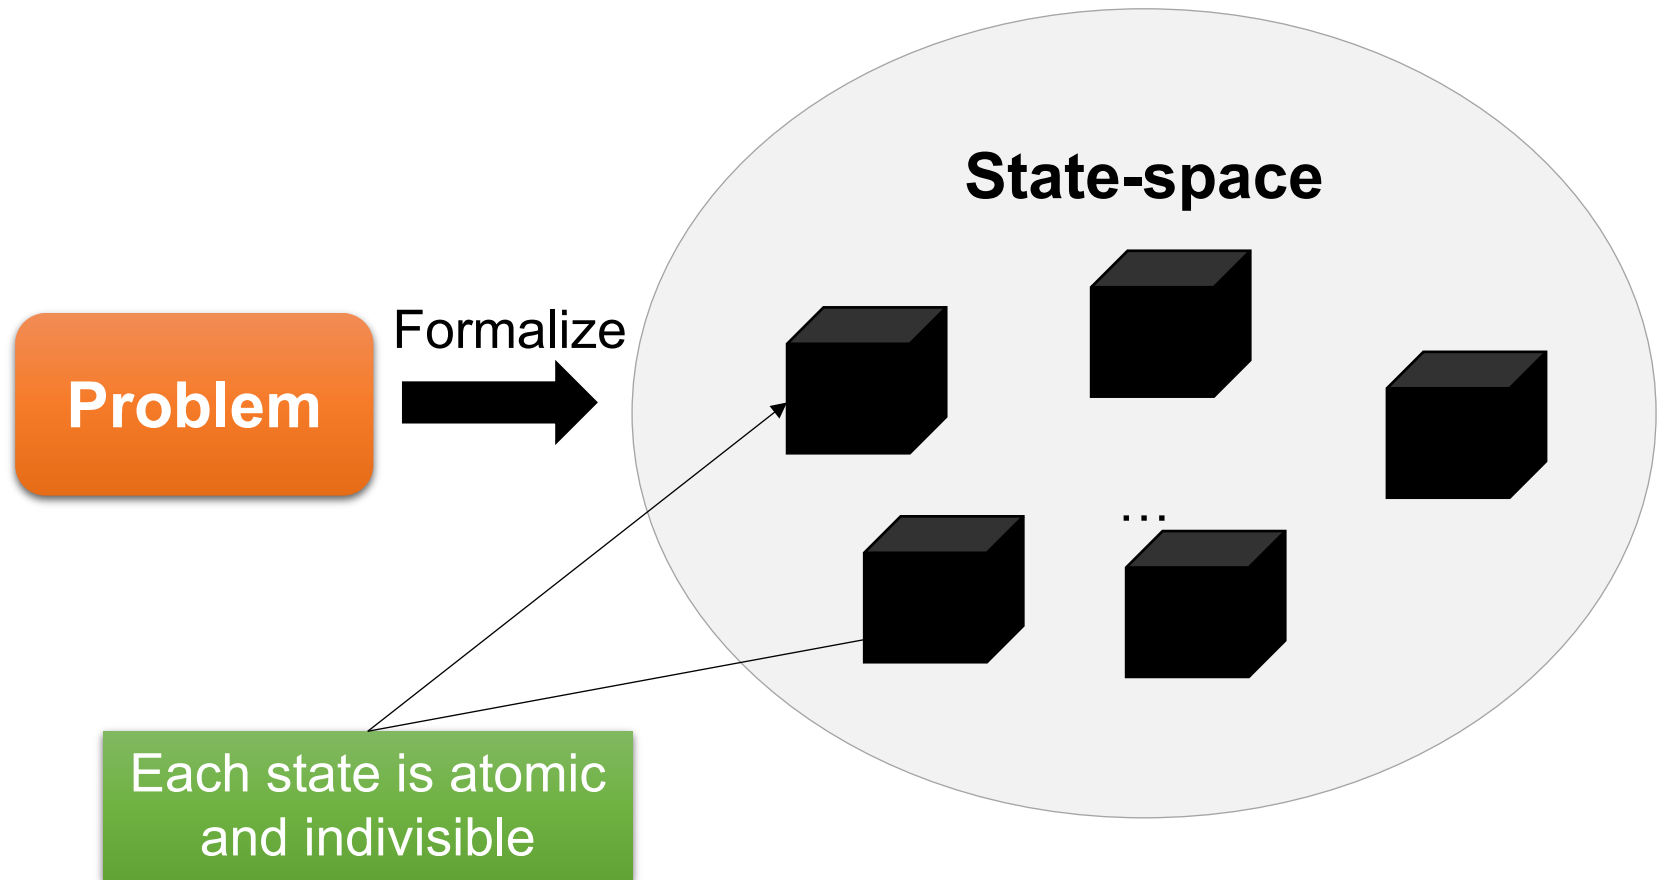 State-space
Formalize
Problem
...
Each state is atomic
and indivisible